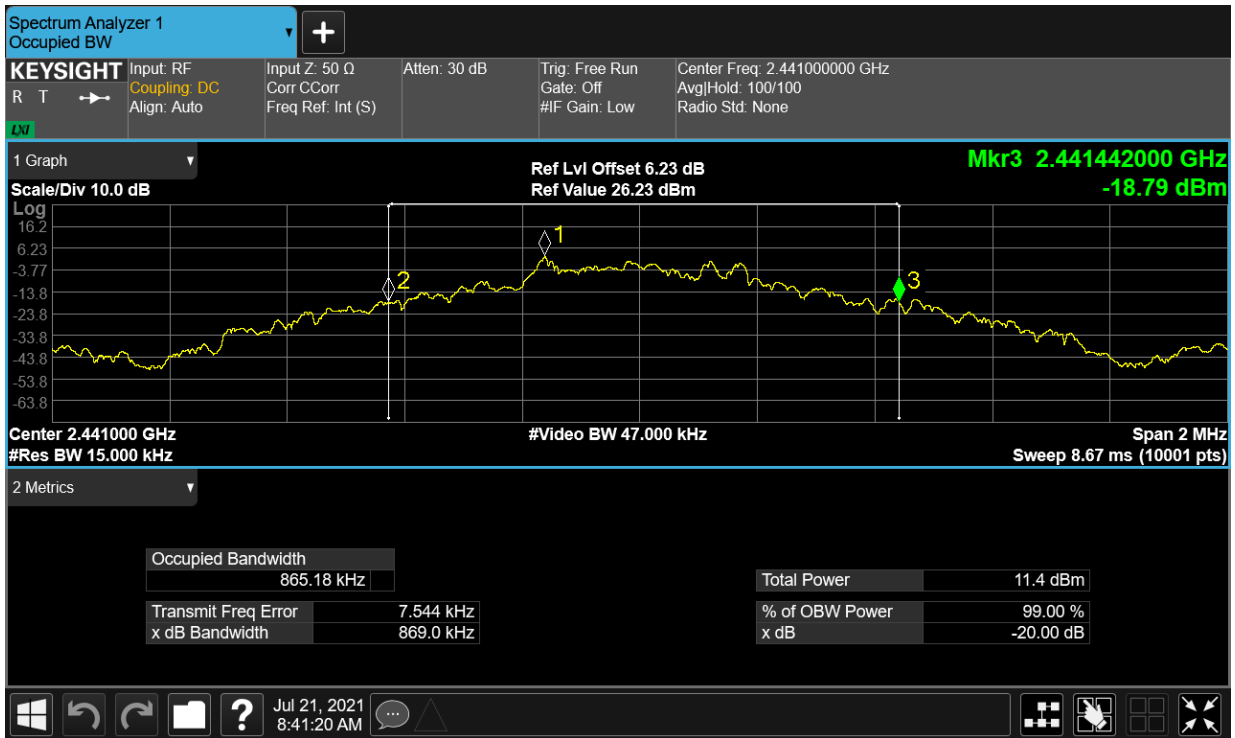 Spectrum Analyzer 1
Occupied BW
+
KEYSIGHT
R T
LXI
Input: RF
Coupling: DC
Align: Auto
Input Z: 50 Ω
Corr CCorr
Freq Ref: Int (S)
Atten: 30 dB
Trig: Free Run
Gate: Off
#IF Gain: Low
Center Freq: 2.441000000 GHz
Avg|Hold: 100/100
Radio Std: None
1 Graph
Scale/Div 10.0 dB
Ref Lvl Offset 6.23 dB
Ref Value 26.23 dBm
Mkr3 2.441442000 GHz
-18.79 dBm
Log
16.2
6.23
-3.77
-13.8
-23.8
-33.8
-43.8
-53.8
-63.8
1
2
3
Center 2.441000 GHz
#Res BW 15.000 kHz
#Video BW 47.000 kHz
Span 2 MHz
Sweep 8.67 ms (10001 pts)
2 Metrics
Occupied Bandwidth
865.18 kHz
Transmit Freq Error 7.544 kHz
x dB Bandwidth 869.0 kHz
Total Power 11.4 dBm
% of OBW Power 99.00 %
x dB -20.00 dB
?
Jul 21, 2021
8:41:20 AM